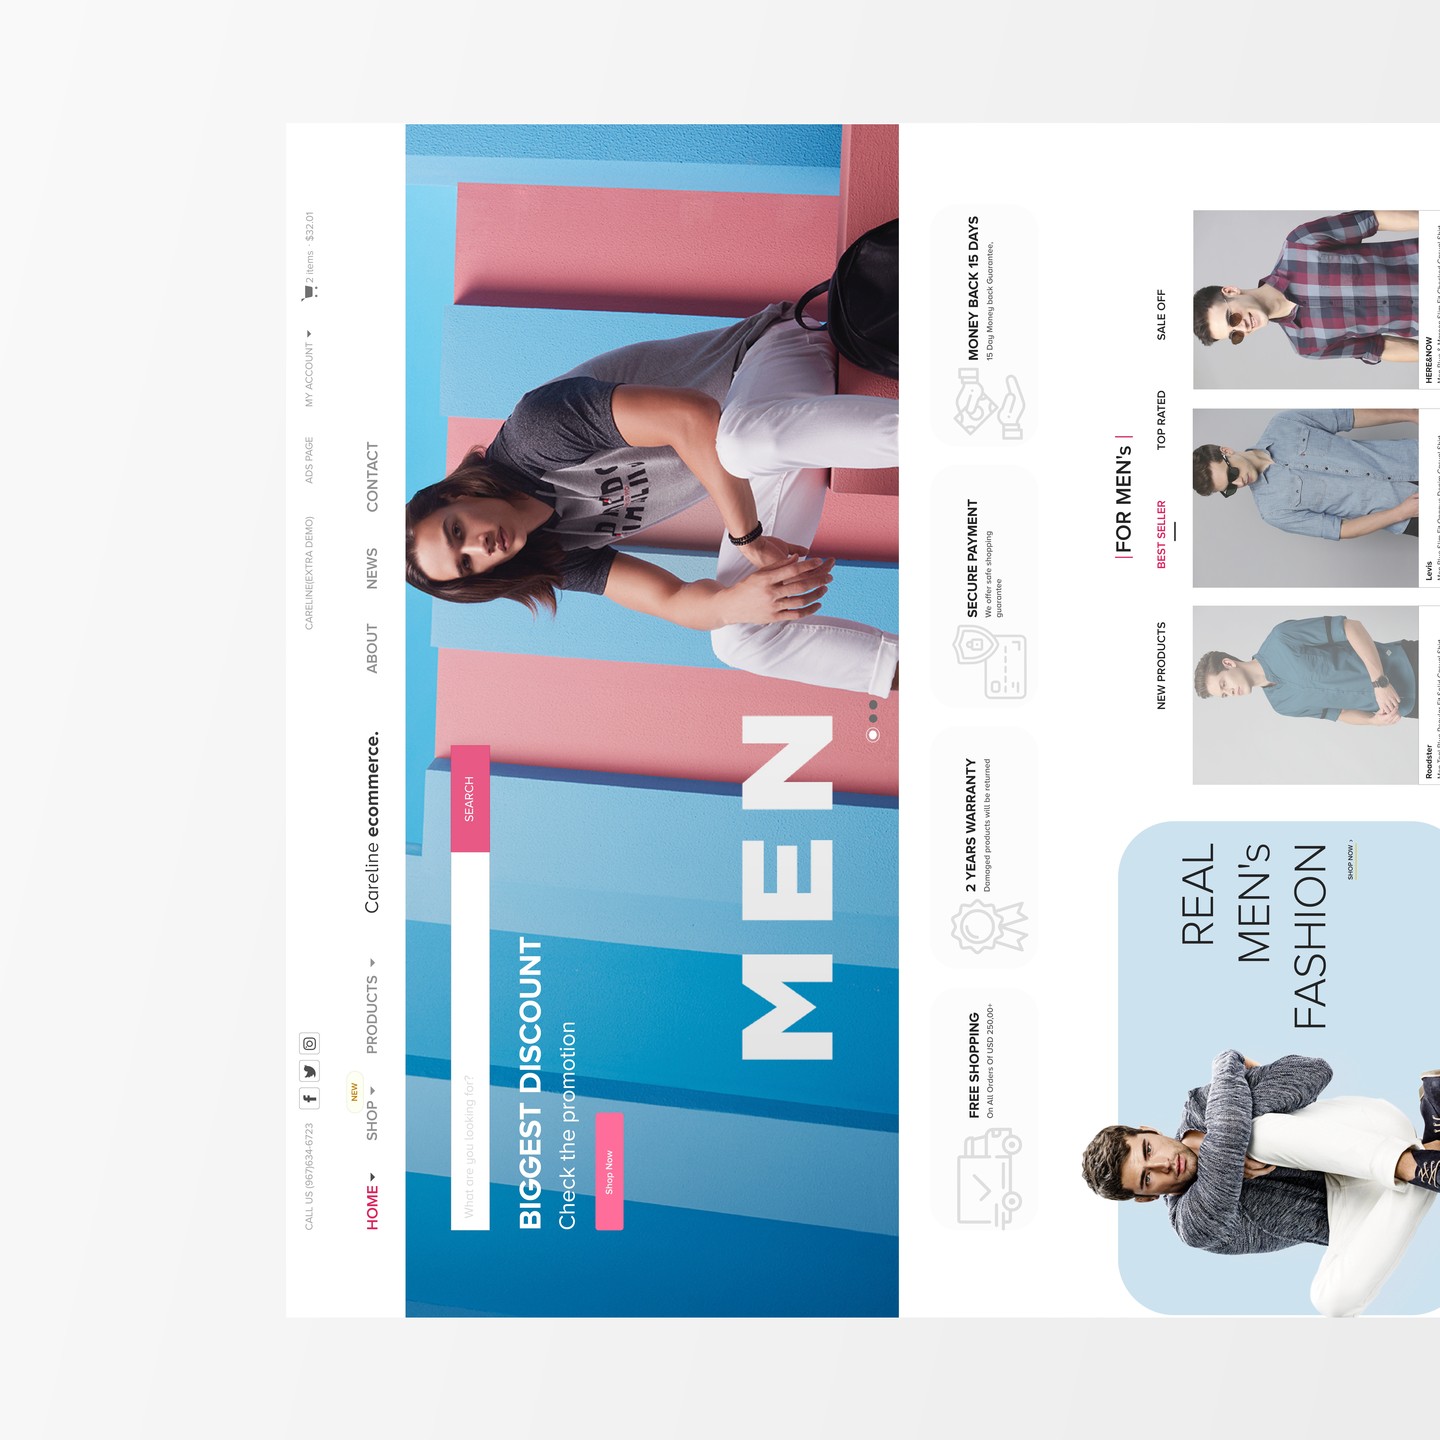 CALL US (967)634-6723
CARELINE(EXTRA DEMO)
ADS PAGE
MY ACCOUNT
2 items - $32.01
HOME
SHOP
NEW
PRODUCTS
Careline ecommerce.
ABOUT
NEWS
CONTACT
What are you looking for?
SEARCH
BIGGEST DISCOUNT
Check the promotion
Shop Now
MEN
FREE SHOPPING
On All Orders Of USD 250,00+
2 YEARS WARRANTY
Damaged products will be returned
SECURE PAYMENT
We offer safe shopping
guarantee
MONEY BACK 15 DAYS
15 Day Money back Guarantee.
REAL
MEN's
FASHION
SHOP NOW ›
|FOR MEN's|
NEW PRODUCTS
BEST SELLER
TOP RATED
SALE OFF
Roadster
Levis
HERE&NOW